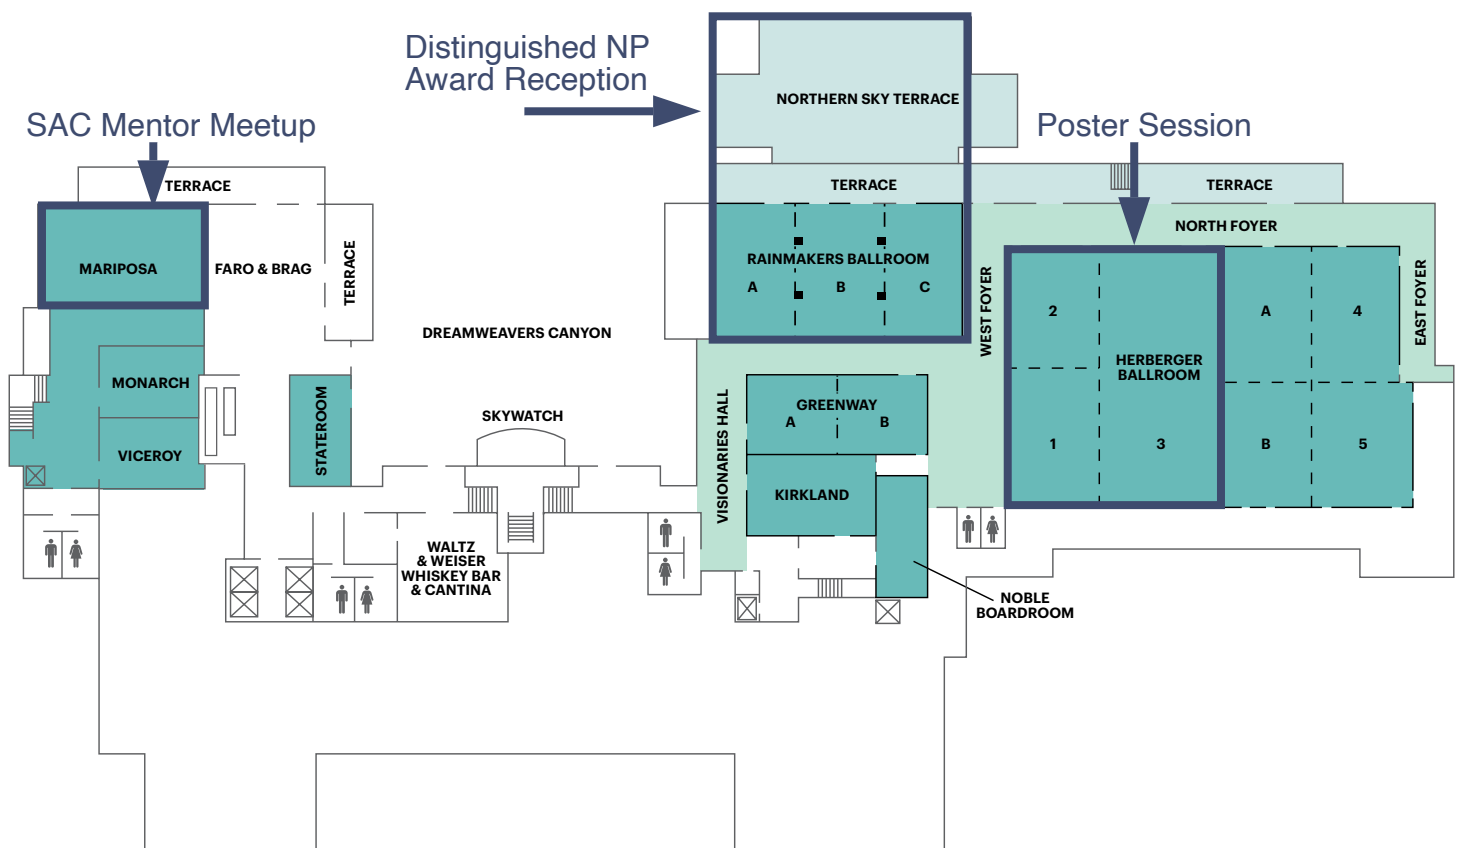 Distinguished NP
Award Reception
SAC Mentor Meetup
Poster Session
NORTHERN SKY TERRACE
TERRACE
TERRACE
TERRACE
NORTH FOYER
MARIPOSA
FARO & BRAG
TERRACE
RAINMAKERS BALLROOM
A
B
C
WEST FOYER
EAST FOYER
2
A
4
DREAMWEAVERS CANYON
HERBERGER
BALLROOM
MONARCH
VICEROY
STATEROOM
SKYWATCH
VISIONARIES HALL
GREENWAY
A
B
1
3
B
5
KIRKLAND
WALTZ
& WEISER
WHISKEY BAR
& CANTINA
NOBLE
BOARDROOM